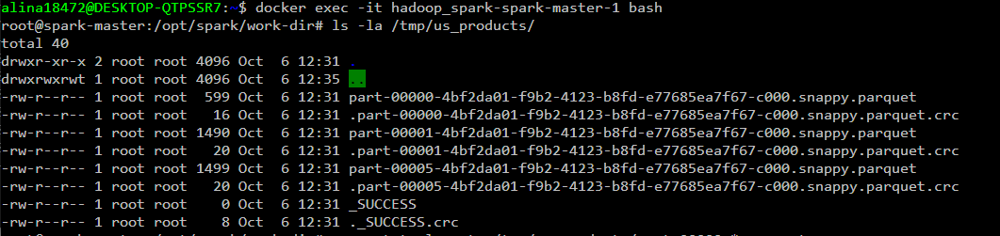 alina18472@DESKTOP-QTPSSR7:~$ docker exec -it hadoop_spark-spark-master-1 bash
root@spark-master:/opt/spark/work-dir# ls -la /tmp/us_products/
total 40
drwxr-xr-x 2 root root 4096 Oct  6 12:31 .
drwxrwxrwt 1 root root 4096 Oct  6 12:35 ..
-rw-r--r-- 1 root root  599 Oct  6 12:31 part-00000-4bf2da01-f9b2-4123-b8fd-e77685ea7f67-c000.snappy.parquet
-rw-r--r-- 1 root root   16 Oct  6 12:31 .part-00000-4bf2da01-f9b2-4123-b8fd-e77685ea7f67-c000.snappy.parquet.crc
-rw-r--r-- 1 root root 1490 Oct  6 12:31 part-00001-4bf2da01-f9b2-4123-b8fd-e77685ea7f67-c000.snappy.parquet
-rw-r--r-- 1 root root   20 Oct  6 12:31 .part-00001-4bf2da01-f9b2-4123-b8fd-e77685ea7f67-c000.snappy.parquet.crc
-rw-r--r-- 1 root root 1499 Oct  6 12:31 part-00005-4bf2da01-f9b2-4123-b8fd-e77685ea7f67-c000.snappy.parquet
-rw-r--r-- 1 root root   20 Oct  6 12:31 .part-00005-4bf2da01-f9b2-4123-b8fd-e77685ea7f67-c000.snappy.parquet.crc
-rw-r--r-- 1 root root    0 Oct  6 12:31 _SUCCESS
-rw-r--r-- 1 root root    8 Oct  6 12:31 ._SUCCESS.crc